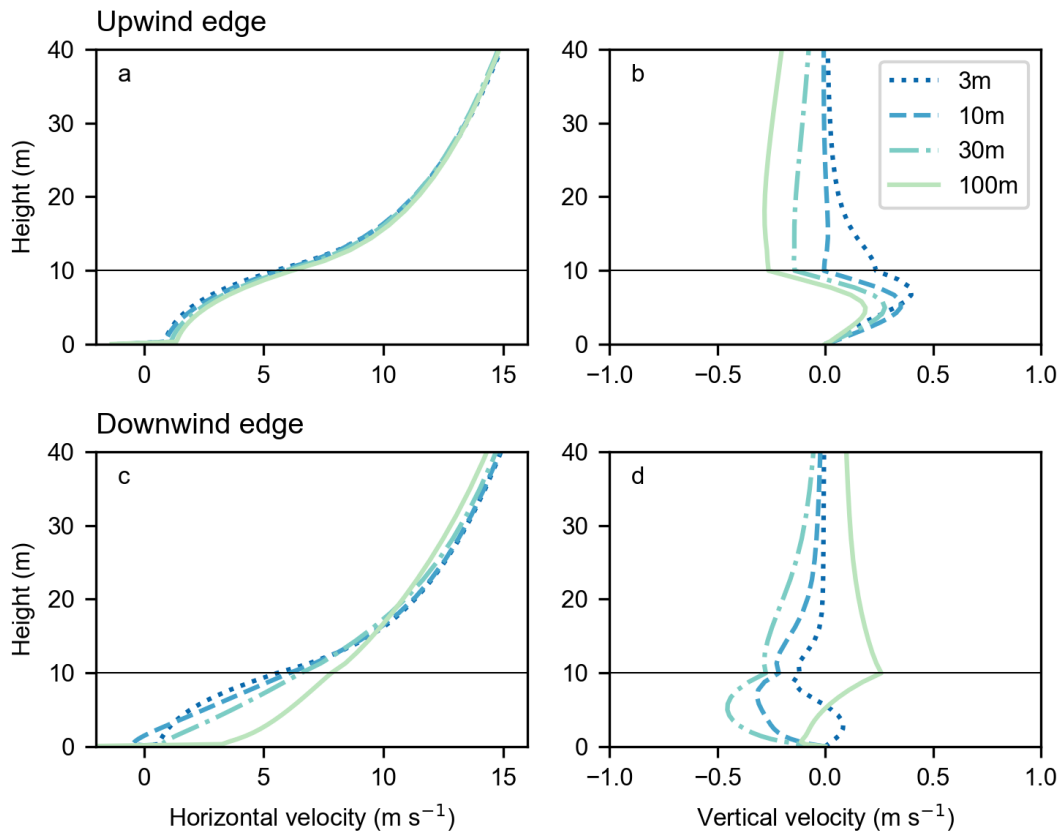 Upwind edge
a
b
3m
10m
30m
100m
Height (m)
40
30
20
10
0
0
5
10
15
−1.0
−0.5
0.0
0.5
1.0
40
30
20
10
0
Downwind edge
c
d
Height (m)
40
30
20
10
0
0
5
10
15
Horizontal velocity (m s⁻¹)
40
30
20
10
0
−1.0
−0.5
0.0
0.5
1.0
Vertical velocity (m s⁻¹)